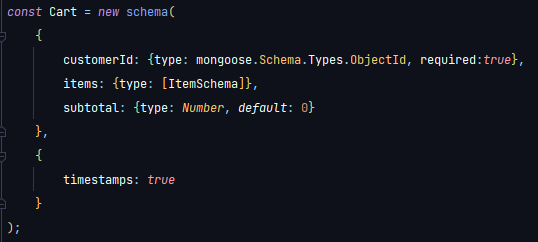 const Cart = new schema(
{
customerId: {type: mongoose.Schema.Types.ObjectId, required:true},
items: {type: [ItemSchema]},
subtotal: {type: Number, default: 0}
},
{
timestamps: true
}
);